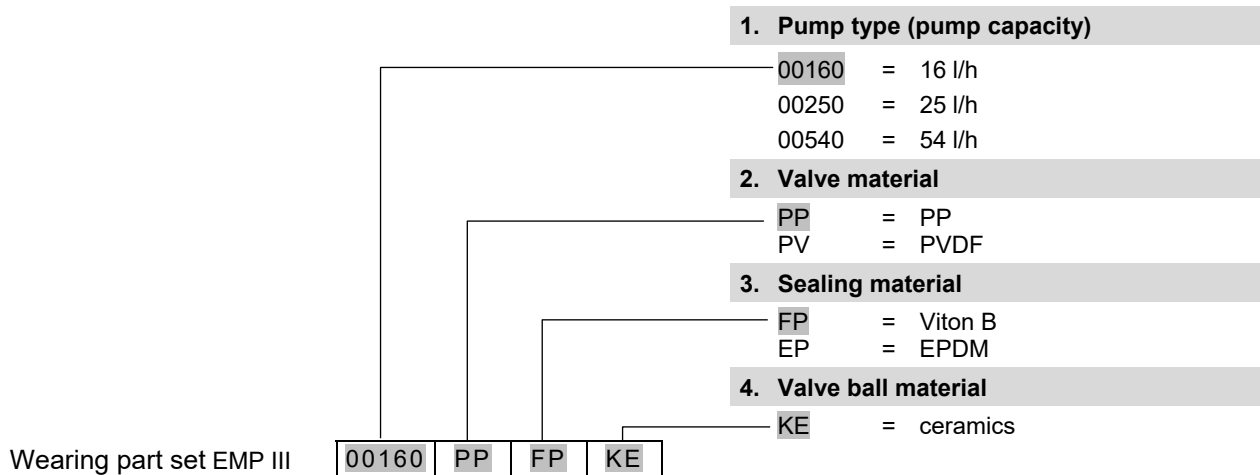 1. Pump type (pump capacity)
00160 = 16 l/h
00250 = 25 l/h
00540 = 54 l/h
2. Valve material
PP = PP
PV = PVDF
3. Sealing material
FP = Viton B
EP = EPDM
4. Valve ball material
KE = ceramics
Wearing part set EMP III 00160 PP FP KE